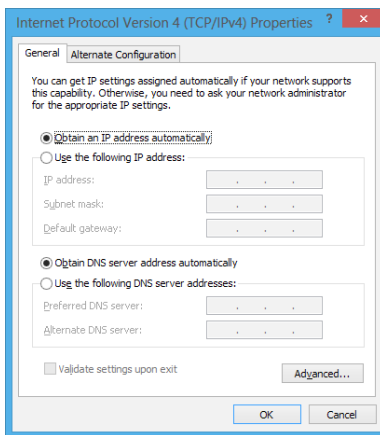 Internet Protocol Version 4 (TCP/IPv4) Properties ? ×
General Alternate Configuration
You can get IP settings assigned automatically if your network supports
this capability. Otherwise, you need to ask your network administrator
for the appropriate IP settings.
Obtain an IP address automatically
Use the following IP address:
IP address: . . .
Subnet mask: . . .
Default gateway: . . .
Obtain DNS server address automatically
Use the following DNS server addresses:
Preferred DNS server: . . .
Alternate DNS server: . . .
Validate settings upon exit
Advanced...
OK Cancel